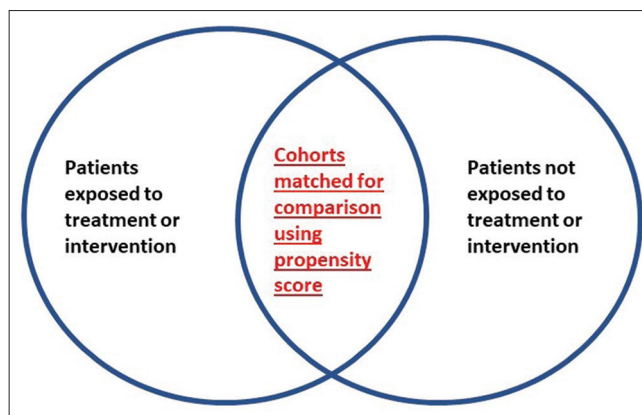 Patients
exposed to
treatment or
intervention
Cohorts
matched for
comparison
using
propensity
score
Patients not
exposed to
treatment or
intervention